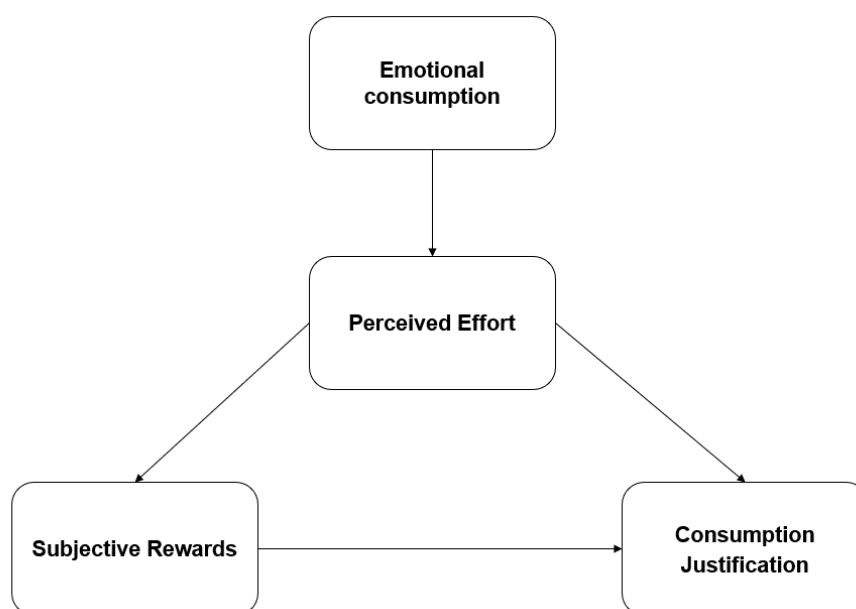 Emotional
consumption
Perceived Effort
Subjective Rewards
Consumption
Justification